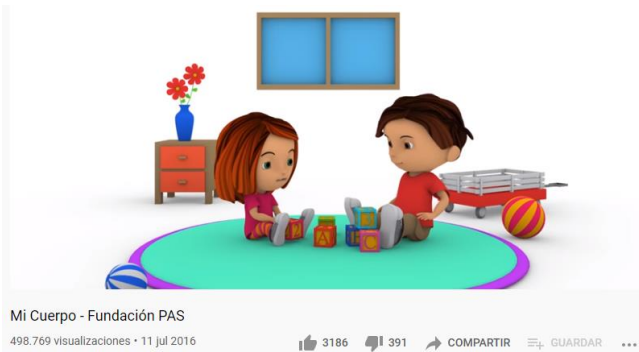 Mi Cuerpo - Fundación PAS
498.769 visualizaciones • 11 jul 2016 3186 391 COMPARTIR GUARDAR